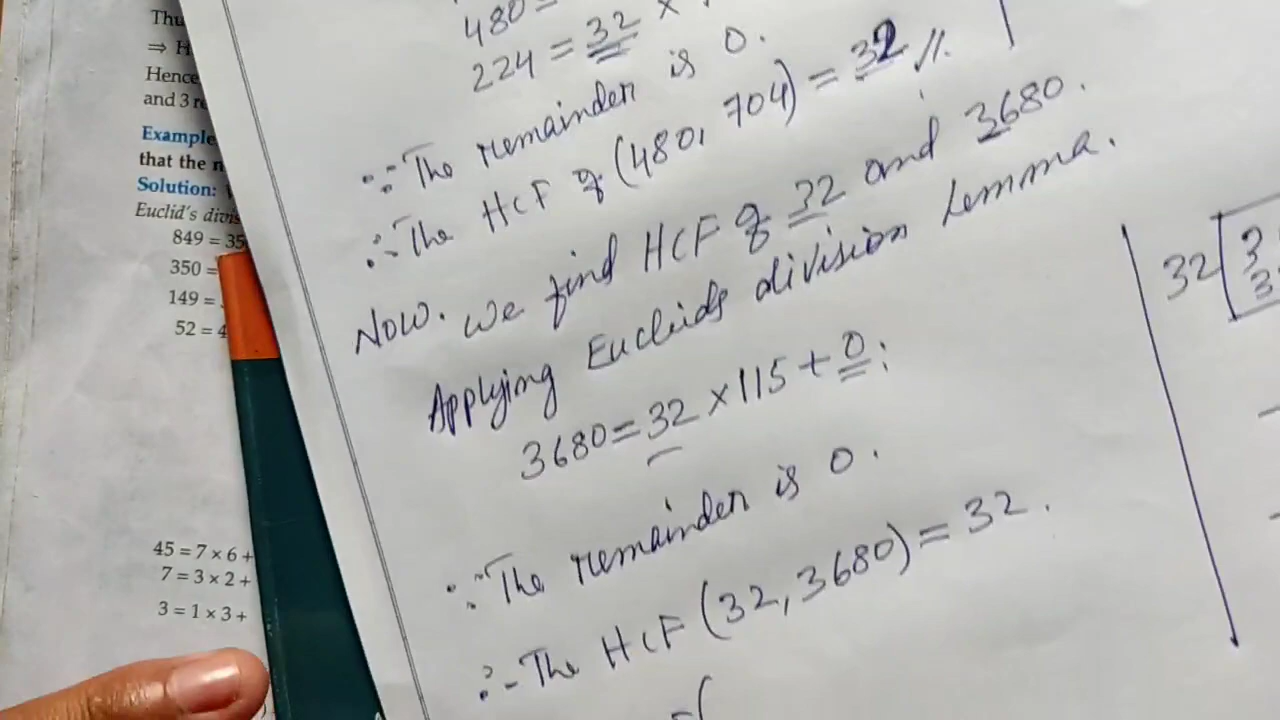 Thu
⇒ H
Hence
and 3 r
Example
that the n
Solution:
Euclid's divis
849 = 35
350 =
149 =
52 = 4
45 = 7 × 6 +
7 = 3 × 2 +
3 = 1 × 3 +
480 =
224 = 32 ×
∵ The remainder is 0.
∴ The HCF of (480, 704) = 32 //.
Now. we find HCF of 32 and 3680.
Applying Euclids division lemma.
3680 = 32 × 115 + 0 :
∵ The remainder is 0.
∴ The HCF (32, 3680) = 32.
32
3
3